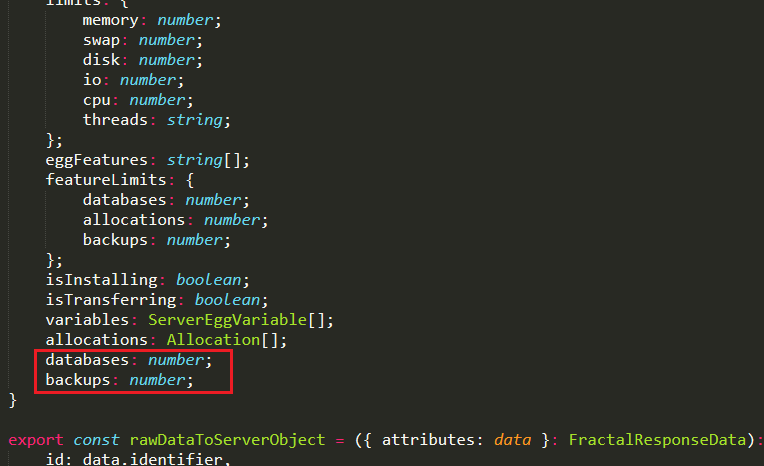 limits: {
memory: number;
swap: number;
disk: number;
io: number;
cpu: number;
threads: string;
};
eggFeatures: string[];
featureLimits: {
databases: number;
allocations: number;
backups: number;
};
isInstalling: boolean;
isTransferring: boolean;
variables: ServerEggVariable[];
allocations: Allocation[];
databases: number;
backups: number;
}
export const rawDataToServerObject = ({ attributes: data }: FractalResponseData):
id: data.identifier,